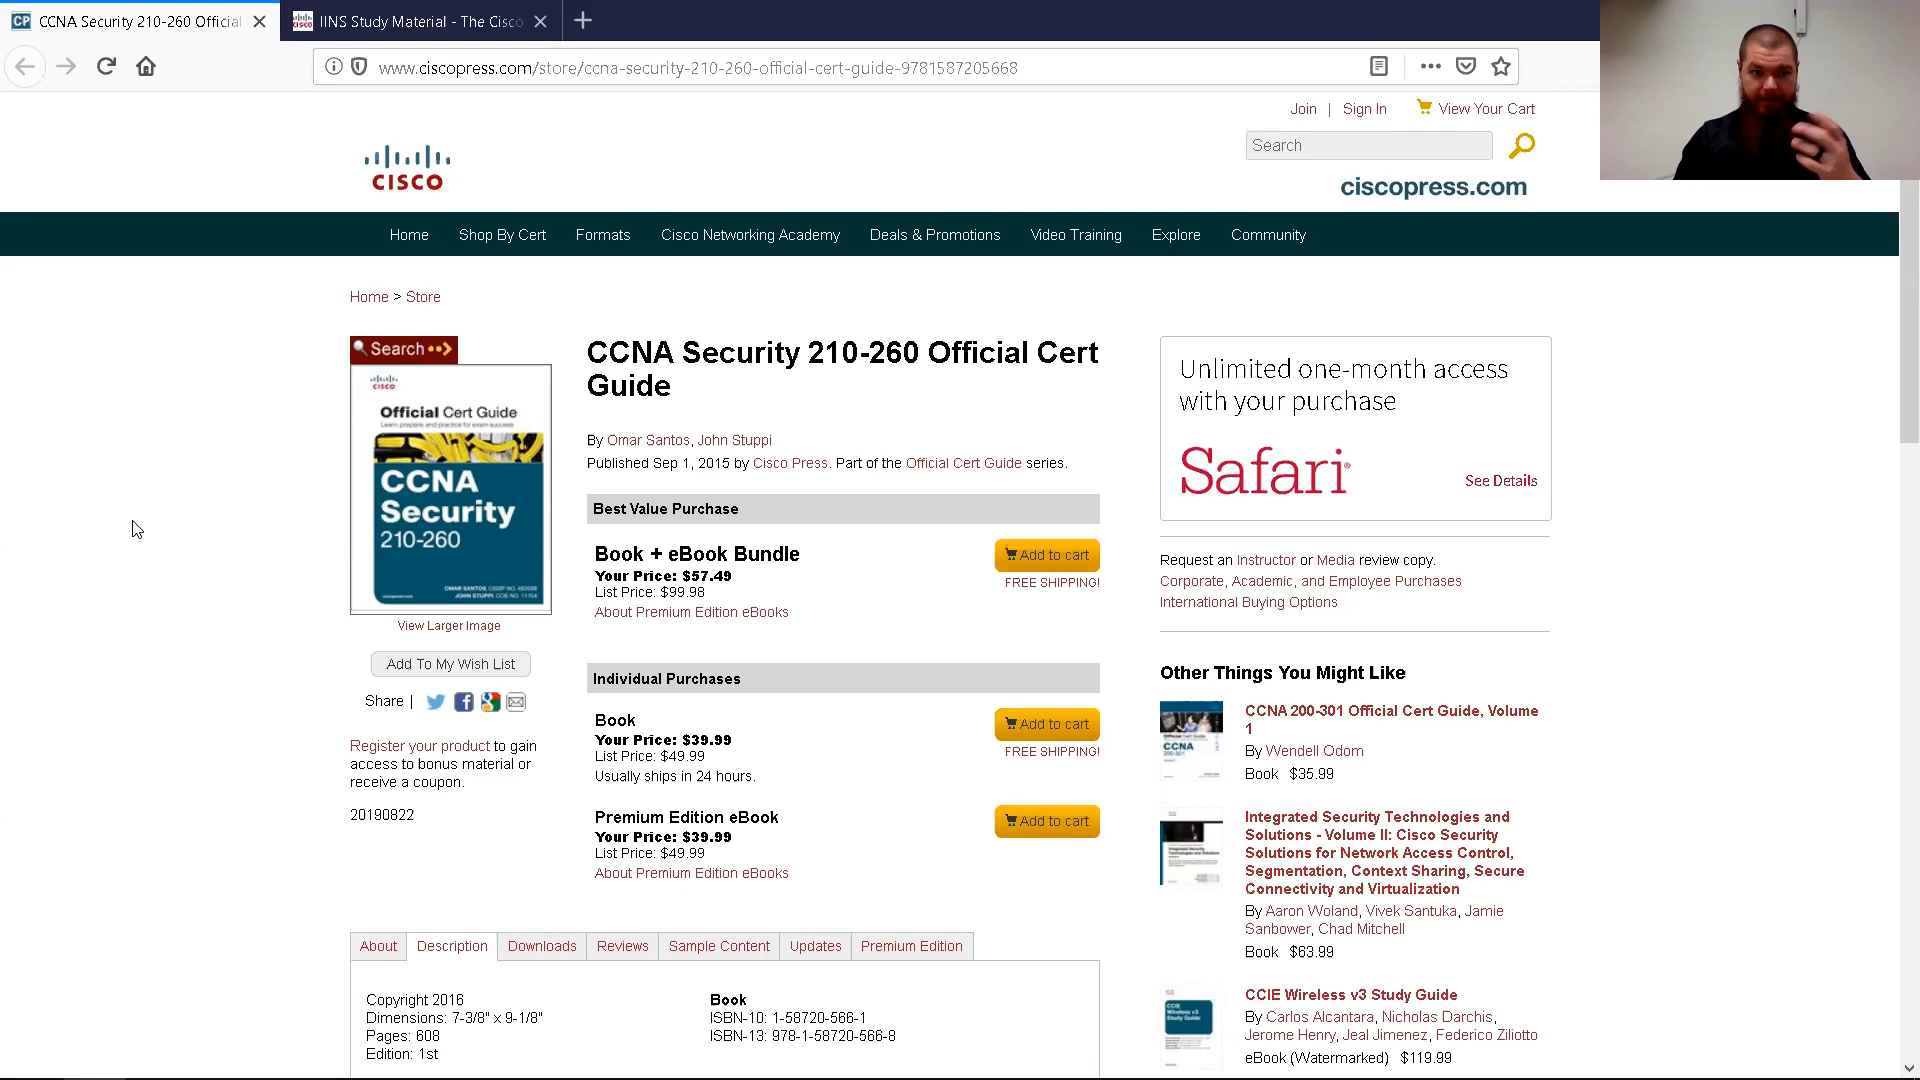 CCNA Security 210-260 Official
IINS Study Material - The Cisco
www.ciscopress.com/store/ccna-security-210-260-official-cert-guide-9781587205668
Join | Sign In View Your Cart
Search
CISCO
ciscopress.com
Home Shop By Cert Formats Cisco Networking Academy Deals & Promotions Video Training Explore Community
Home > Store
Search
CISCO
Official Cert Guide
Learn, prepare, and practice for exam success
CCNA
Security
210-260
View Larger Image
Add To My Wish List
Share |
Register your product to gain
access to bonus material or
receive a coupon.
20190822
CCNA Security 210-260 Official Cert
Guide
By Omar Santos, John Stuppi
Published Sep 1, 2015 by Cisco Press. Part of the Official Cert Guide series.
Best Value Purchase
Book + eBook Bundle
Your Price: $57.49
List Price: $99.98
About Premium Edition eBooks
Add to cart
FREE SHIPPING!
Individual Purchases
Book
Your Price: $39.99
List Price: $49.99
Usually ships in 24 hours.
Add to cart
FREE SHIPPING!
Premium Edition eBook
Your Price: $39.99
List Price: $49.99
About Premium Edition eBooks
Add to cart
About Description Downloads Reviews Sample Content Updates Premium Edition
Copyright 2016
Dimensions: 7-3/8" x 9-1/8"
Pages: 608
Edition: 1st
Book
ISBN-10: 1-58720-566-1
ISBN-13: 978-1-58720-566-8
Unlimited one-month access
with your purchase
Safari
See Details
Request an Instructor or Media review copy.
Corporate, Academic, and Employee Purchases
International Buying Options
Other Things You Might Like
CCNA
CCNA 200-301 Official Cert Guide, Volume
1
By Wendell Odom
Book $35.99
Integrated Security Technologies and
Solutions - Volume II: Cisco Security
Solutions for Network Access Control,
Segmentation, Context Sharing, Secure
Connectivity and Virtualization
By Aaron Woland, Vivek Santuka, Jamie
Sanbower, Chad Mitchell
Book $63.99
CCIE Wireless v3 Study Guide
By Carlos Alcantara, Nicholas Darchis,
Jerome Henry, Jeal Jimenez, Federico Ziliotto
eBook (Watermarked) $119.99